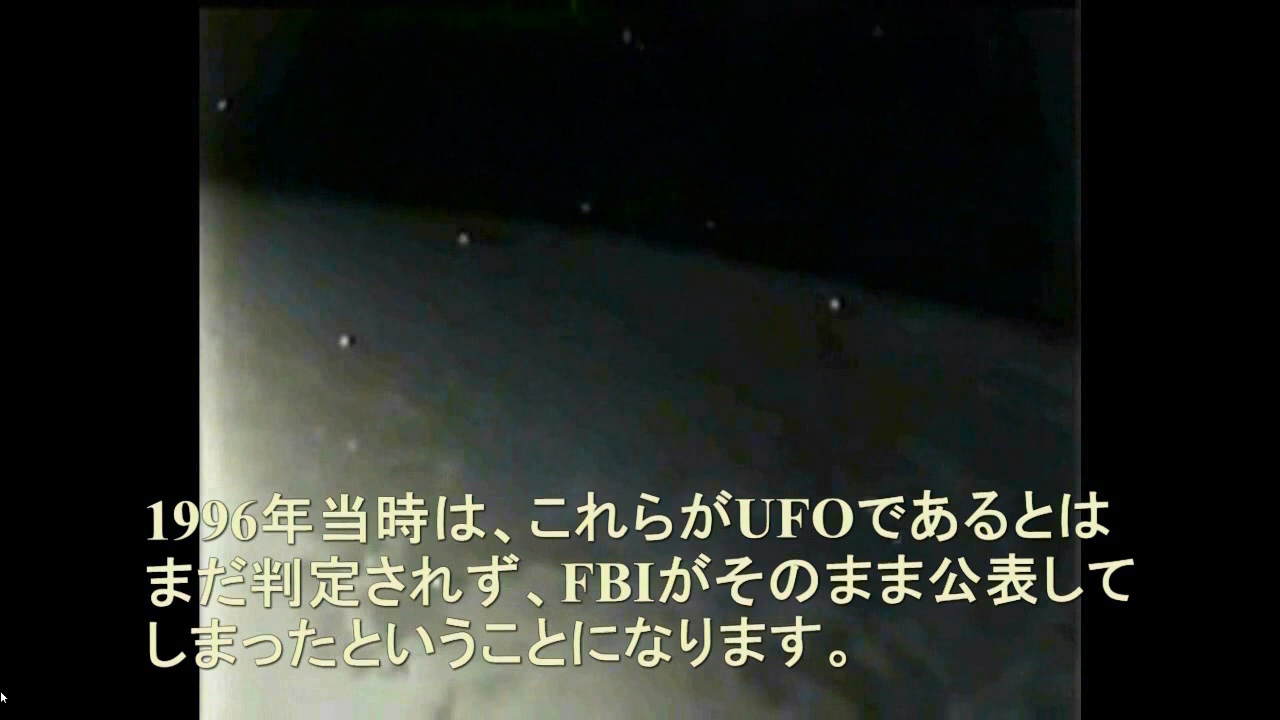 1996年当時は、これらがUFOであるとは
まだ判定されず、FBIがそのまま公表して
しまったということになります。